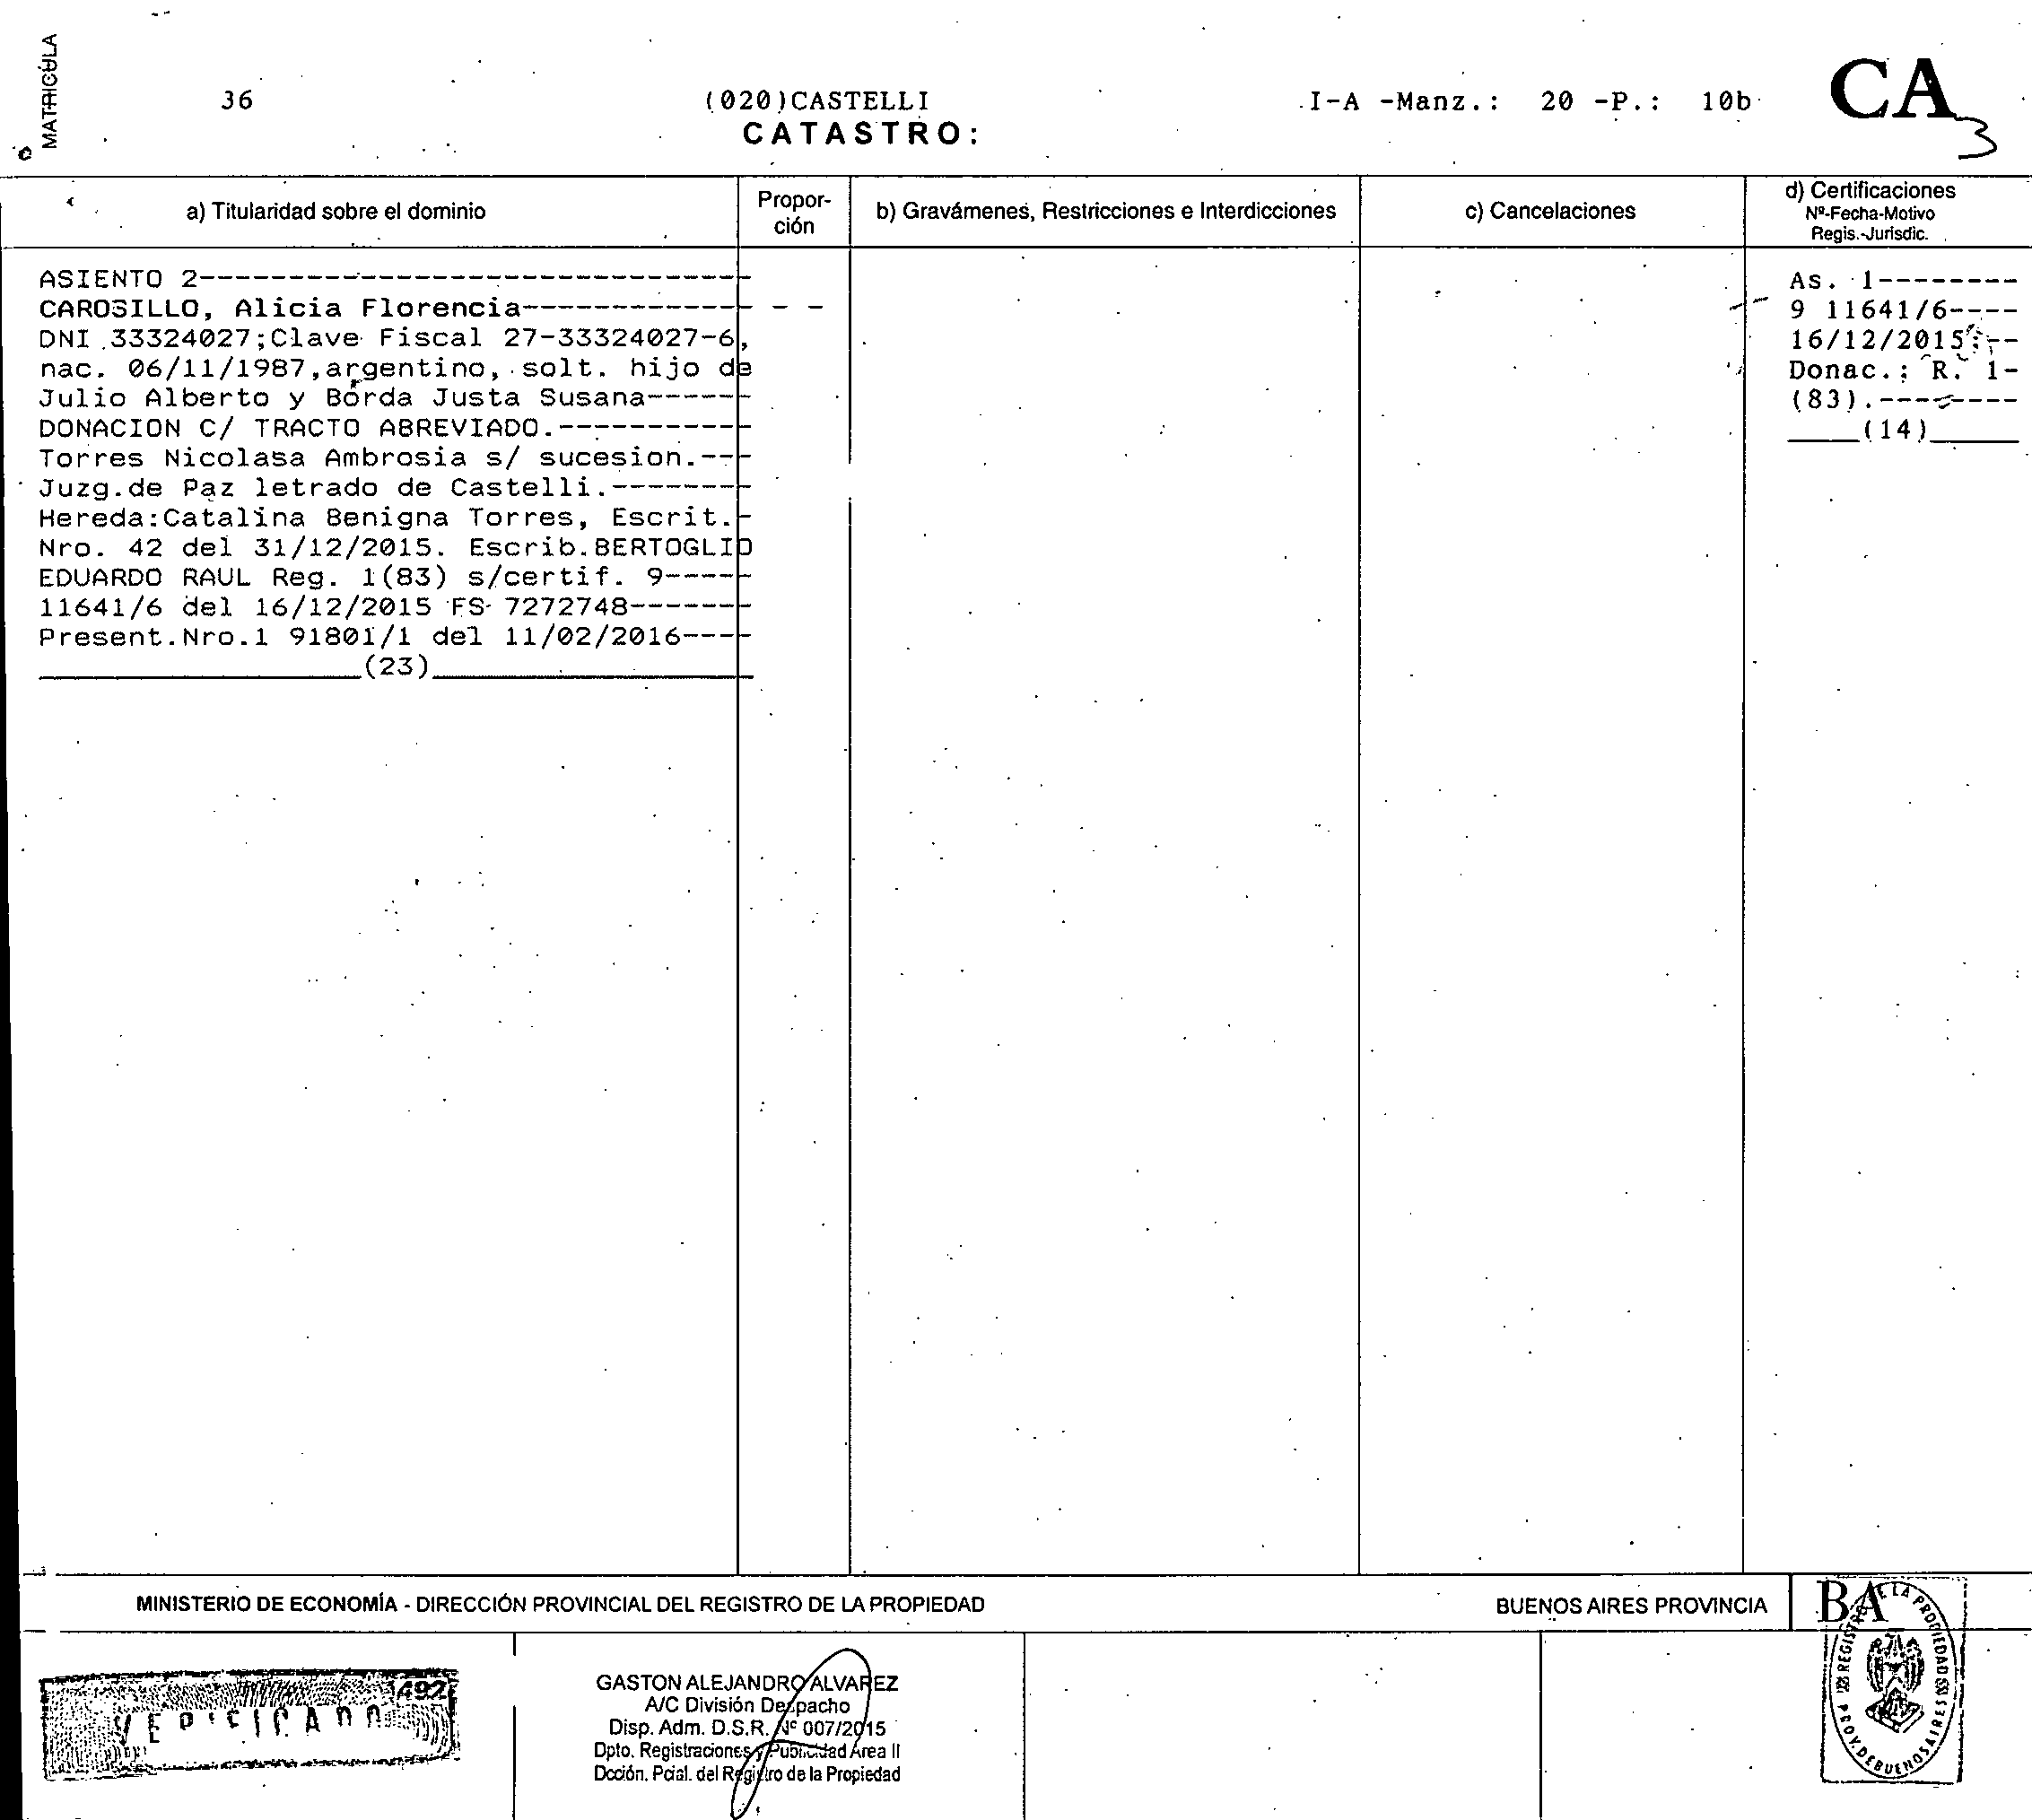 MATRICULA
36 (020)CASTELLI I-A -Manz.: 20 -P.: 10b CA
CATASTRO: 3
a) Titularidad sobre el dominio
Propor-
ción
b) Gravámenes, Restricciones e Interdicciones
c) Cancelaciones
d) Certificaciones
Nº-Fecha-Motivo
Regis.-Jurisdic.
ASIENTO 2-------------------------------
CAROSILLO, Alicia Florencia------------- - -
DNI 33324027;Clave Fiscal 27-33324027-6,
nac. 06/11/1987,argentino, solt. hijo de
Julio Alberto y Borda Justa Susana------
DONACION C/ TRACTO ABREVIADO.-----------
Torres Nicolasa Ambrosia s/ sucesion.---
Juzg.de Paz letrado de Castelli.--------
Hereda:Catalina Benigna Torres, Escrit.-
Nro. 42 del 31/12/2015. Escrib.BERTOGLIO
EDUARDO RAUL Reg. 1(83) s/certif. 9-----
11641/6 del 16/12/2015 FS 7272748-------
Present.Nro.1 91801/1 del 11/02/2016----
(23)
As. 1--------
9 11641/6----
16/12/2015;--
Donac.: R. 1-
(83).--------
(14)
MINISTERIO DE ECONOMÍA - DIRECCIÓN PROVINCIAL DEL REGISTRO DE LA PROPIEDAD
BUENOS AIRES PROVINCIA BA
492
VERIFICADO
GASTON ALEJANDRO ALVAREZ
A/C División Despacho
Disp. Adm. D.S.R. Nº 007/2015
Dpto. Registraciones y Publicidad Area II
Dcción. Pcial. del Registro de la Propiedad
REGISTRO DE LA PROPIEDAD
PROV. DE BUENOS AIRES